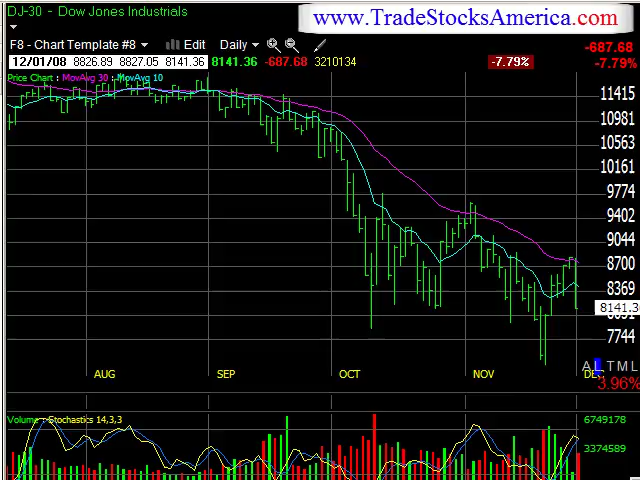 DJ-30 - Dow Jones Industrials
www.TradeStocksAmerica.com
F8 - Chart Template #8 Edit Daily
-687.68
12/01/08 8826.89 8827.05 8141.36 8141.36 -687.68 3210134 -7.79% -7.79%
Price Chart : MovAvg 30 : MovAvg 10
11415
10981
10563
10161
9774
9402
9044
8700
8369
8141.3
7744
A L T M L
AUG SEP OCT NOV
3.96%
Volume : Stochastics 14,3,3
6749178
3374589